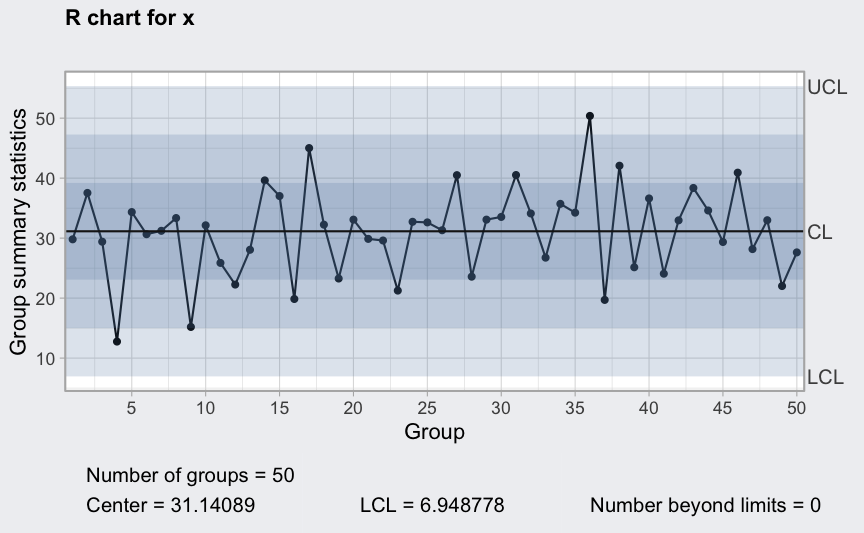 R chart for x
UCL
50
40
CL
30
20
10
LCL
Group summary statistics
5 10 15 20 25 30 35 40 45 50
Group
Number of groups = 50
Center = 31.14089 LCL = 6.948778 Number beyond limits = 0